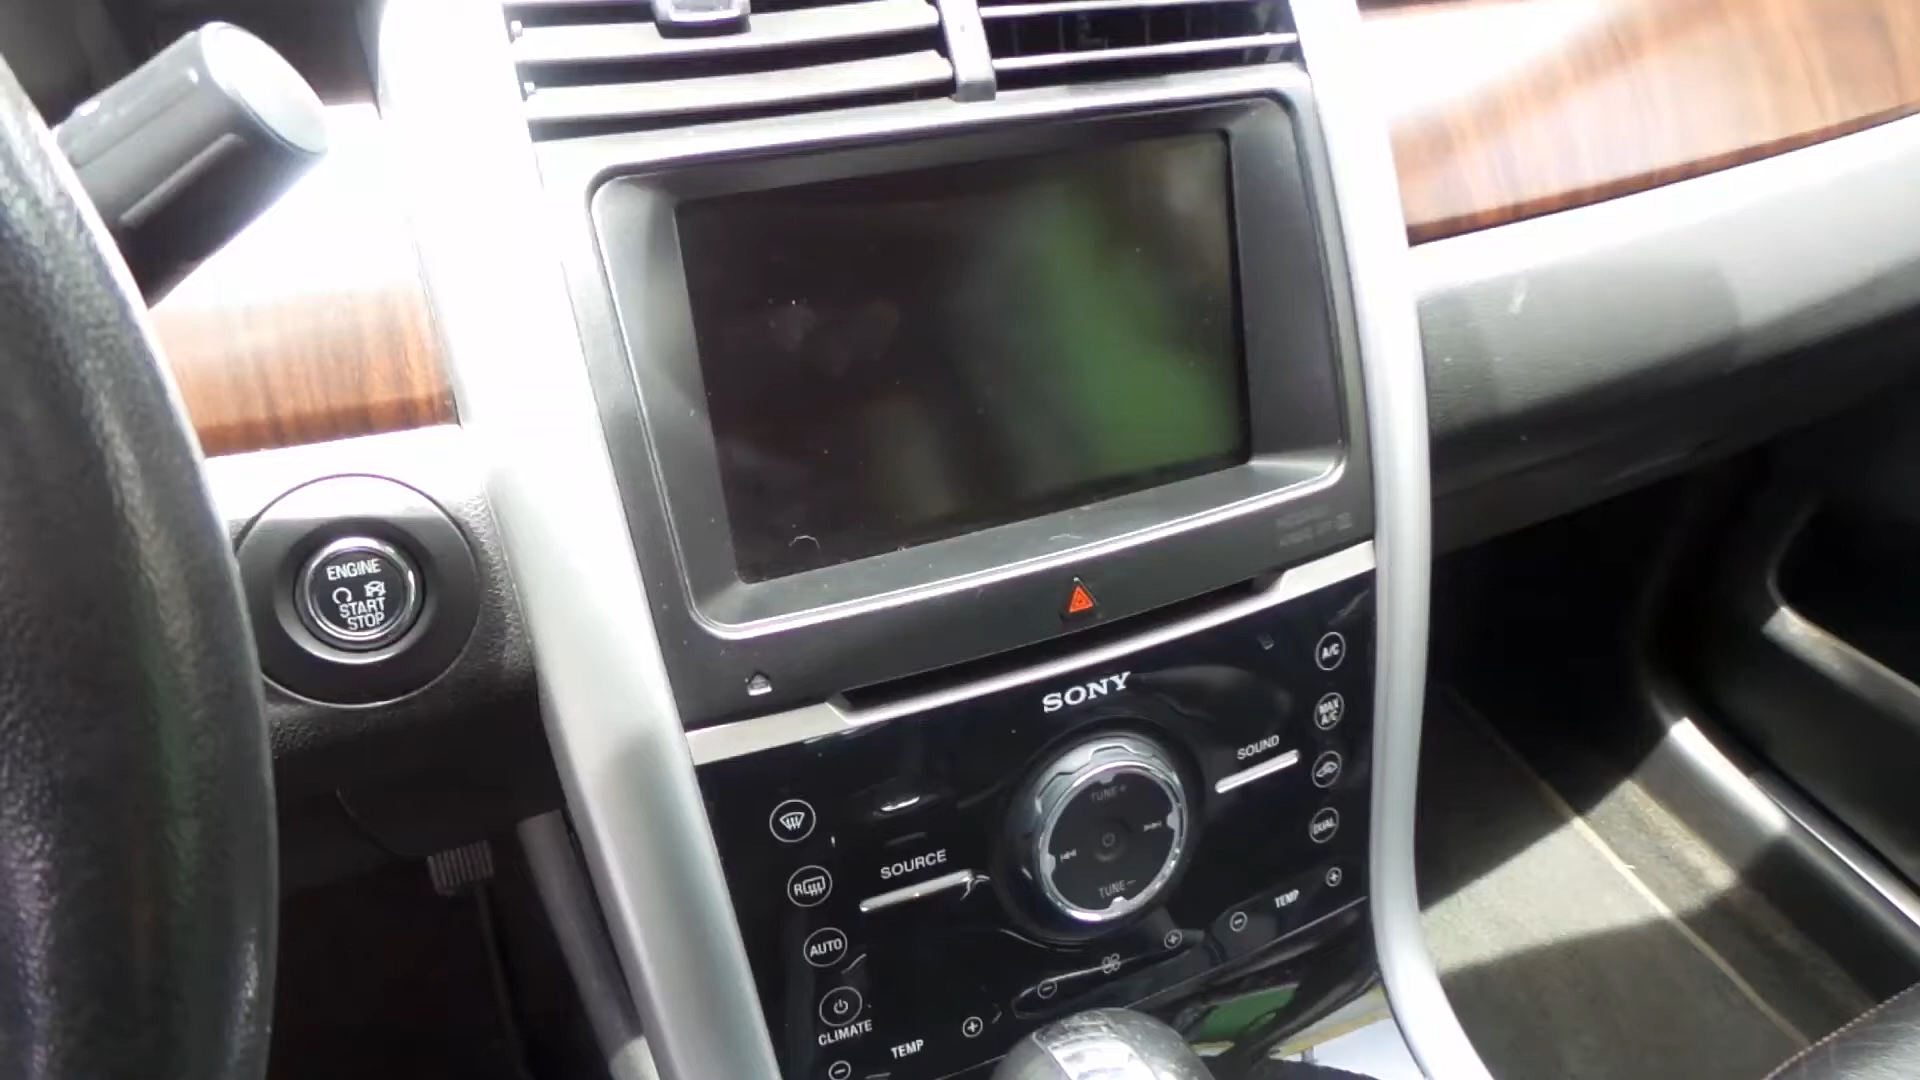 ENGINE
START
STOP
SONY
A/C
MAX
A/C
SOUND
TUNE +
DUAL
SOURCE
R
TUNE -
TEMP
AUTO
CLIMATE
TEMP